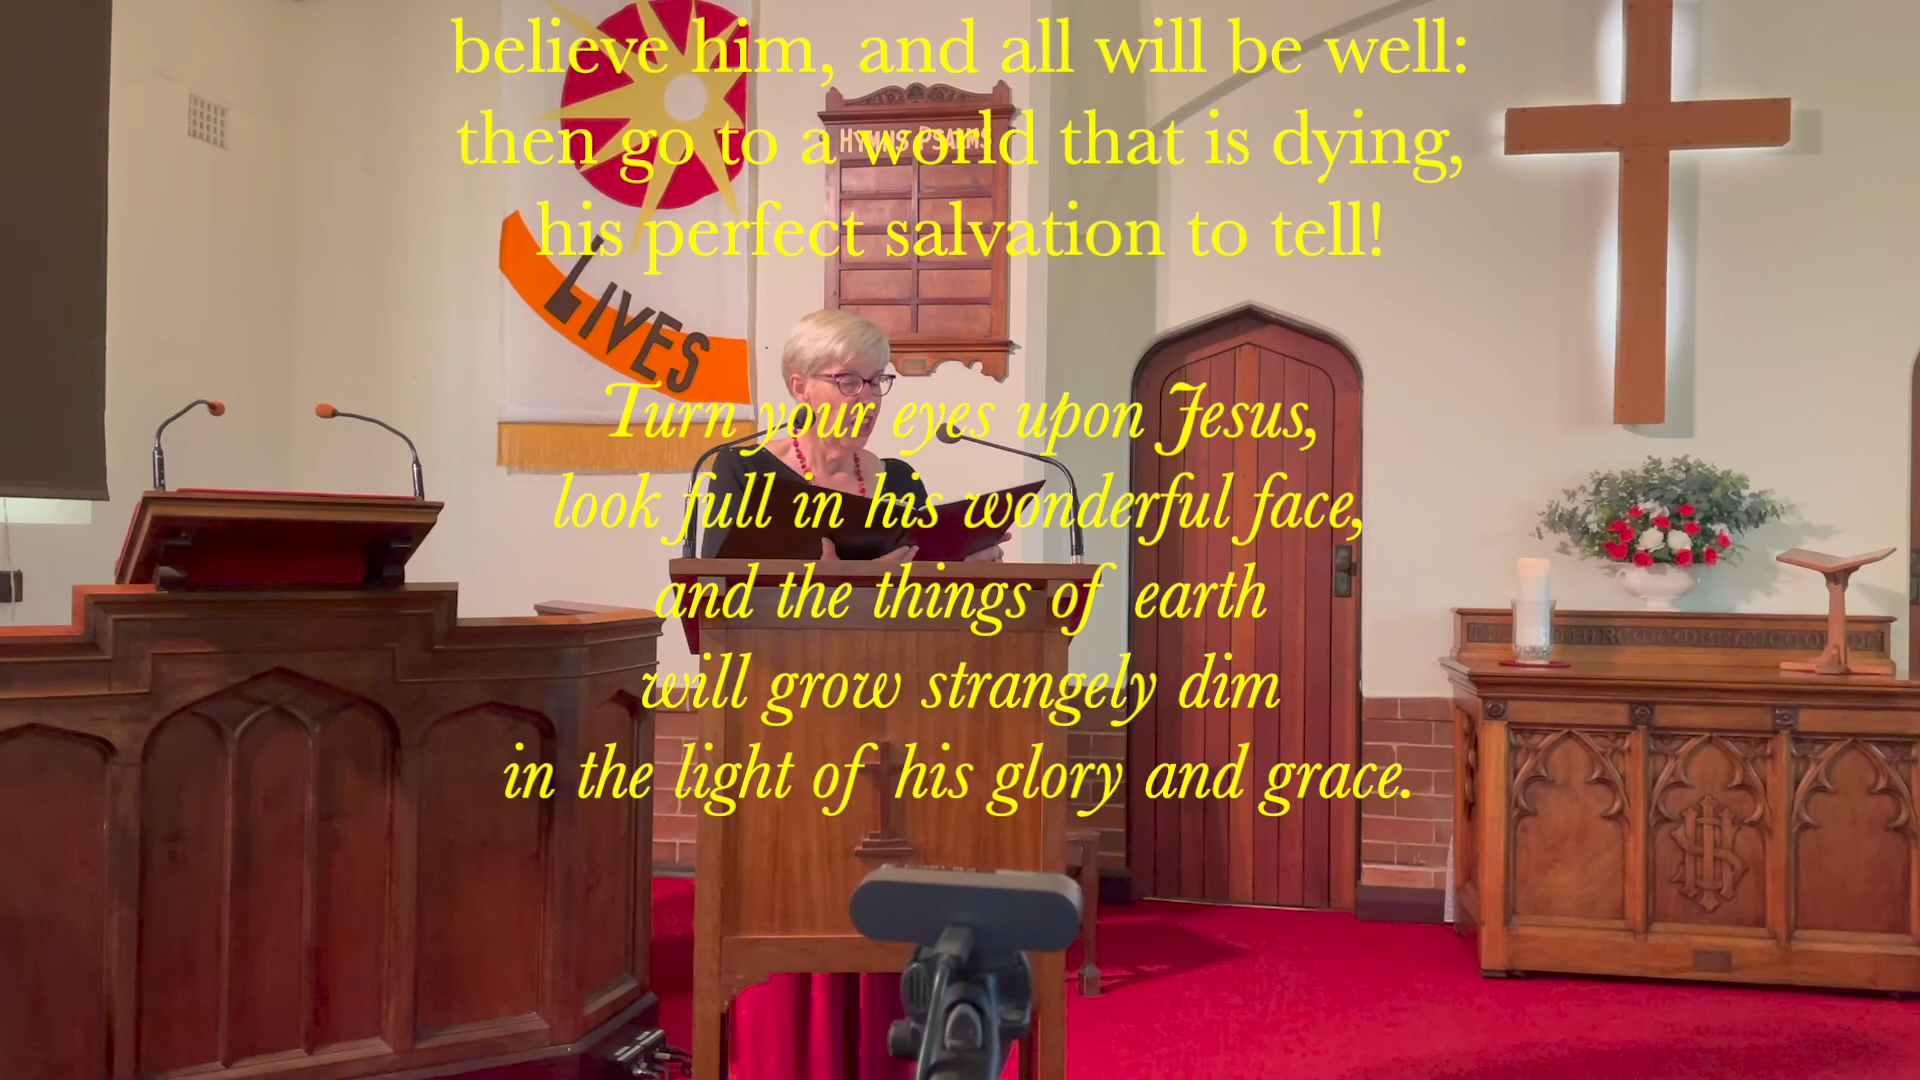 believe him, and all will be well:
then go to a world that is dying,
his perfect salvation to tell!
HYMNS PSALMS
LIVES
Turn your eyes upon Jesus,
look full in his wonderful face,
and the things of earth
will grow strangely dim
in the light of his glory and grace.
IHS